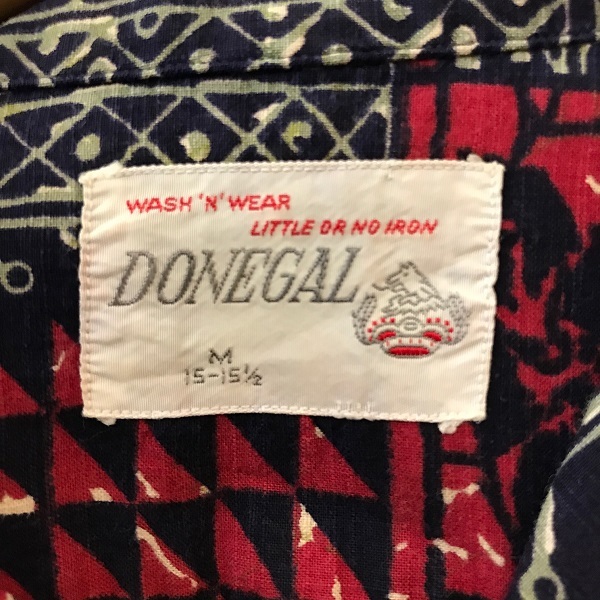 WASH 'N' WEAR
LITTLE OR NO IRON
DONEGAL
M
15-15½